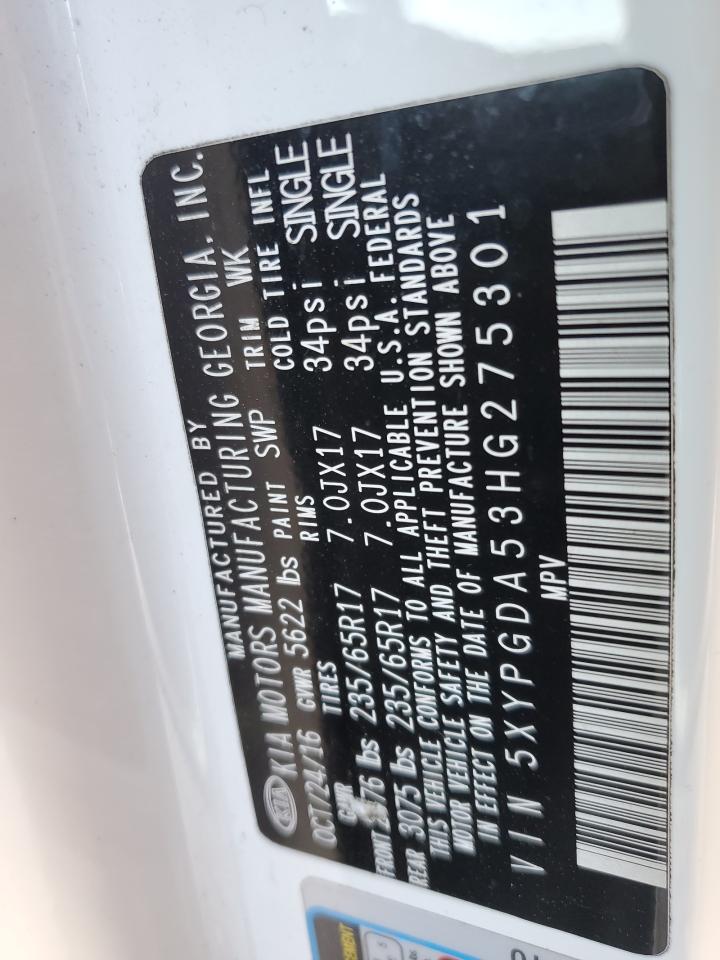 MANUFACTURED BY
KIA KIA MOTORS MANUFACTURING GEORGIA, INC.
OCT/24/16 GVWR 5622 lbs PAINT SWP TRIM WK
GAWR TIRES RIMS COLD TIRE INFL
FRONT lbs 235/65R17 7.0JX17 34psi SINGLE
REAR 3075 lbs 235/65R17 7.0JX17 34psi SINGLE
THIS VEHICLE CONFORMS TO ALL APPLICABLE U.S.A. FEDERAL
MOTOR VEHICLE SAFETY AND THEFT PREVENTION STANDARDS
IN EFFECT ON THE DATE OF MANUFACTURE SHOWN ABOVE
VIN 5XYPGDA53HG275301
MPV